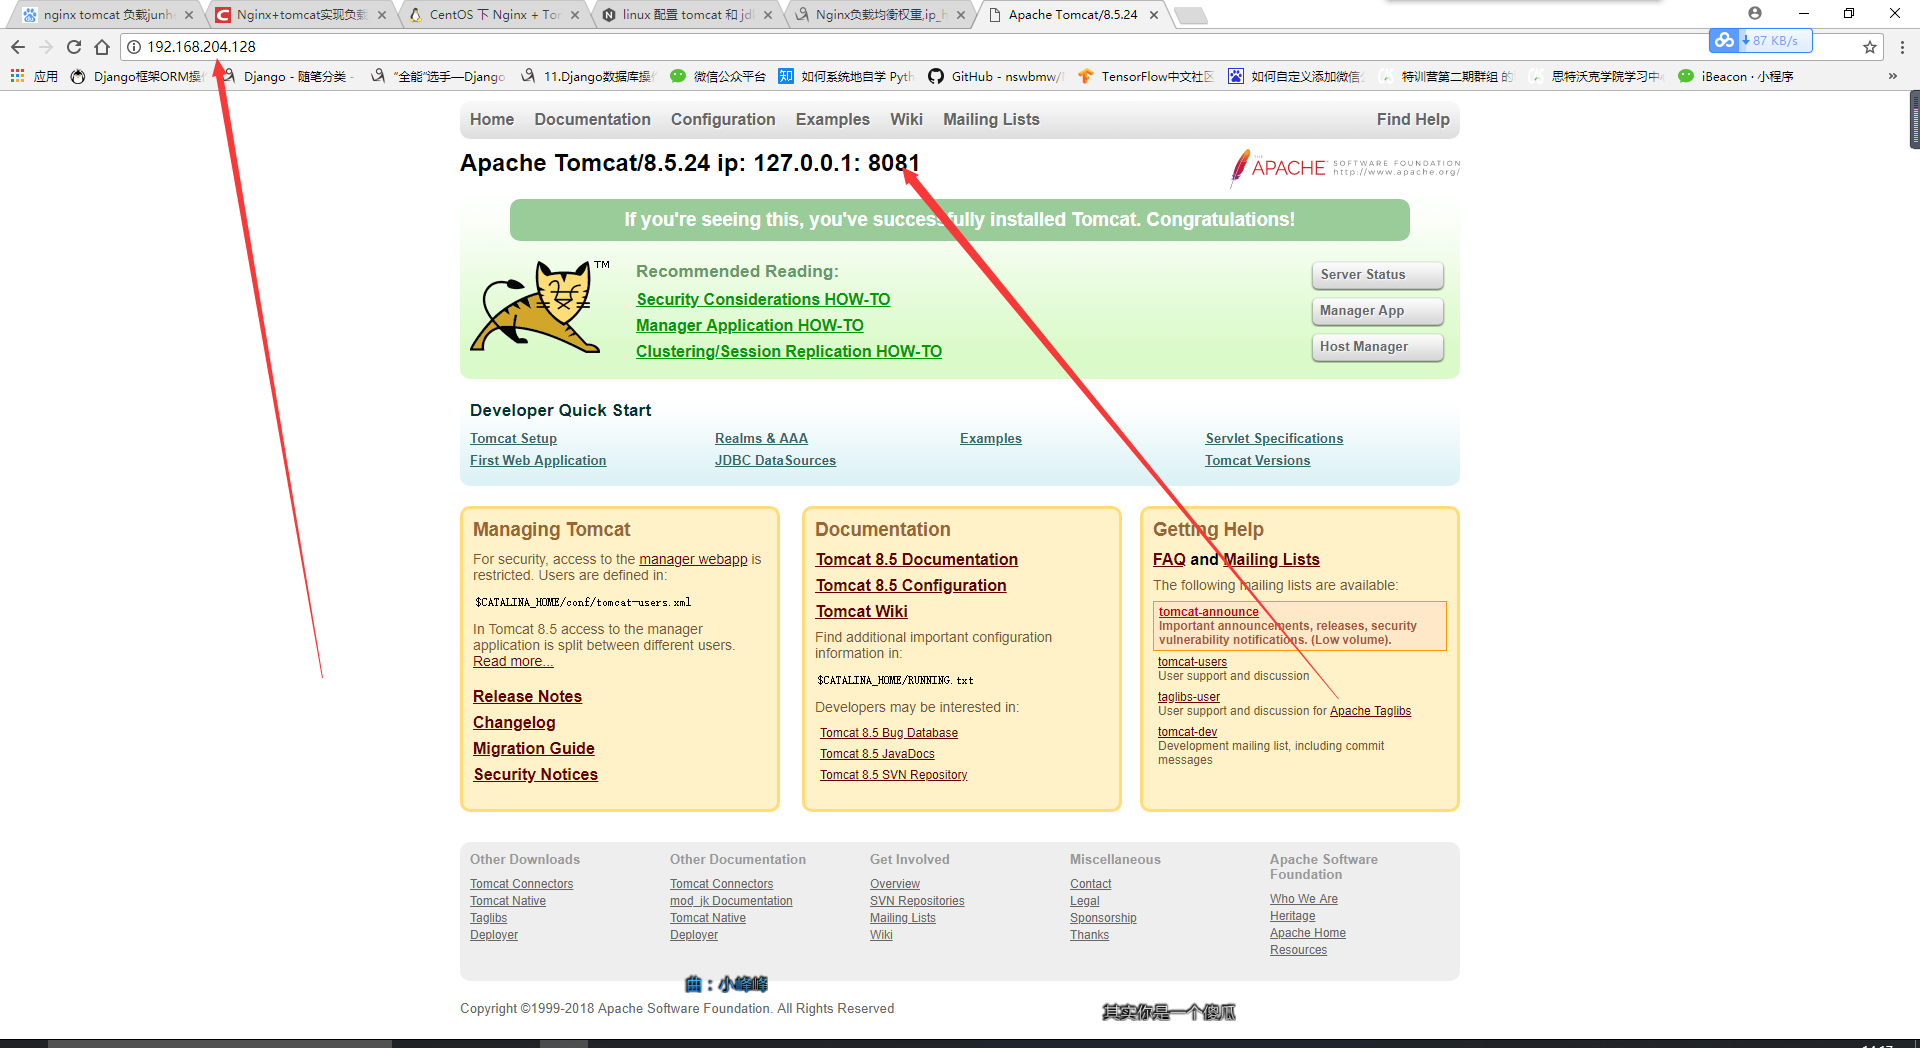 nginx tomcat 负载junhe
Nginx+tomcat实现负载
CentOS 下 Nginx + Tom
linux 配置 tomcat 和 jdk
Nginx负载均衡权重,ip_h
Apache Tomcat/8.5.24
192.168.204.128
87 KB/s
应用
Django框架ORM操作
Django - 随笔分类 -
“全能”选手—Django
11.Django数据库操作
微信公众平台
知 如何系统地自学 Pyth
GitHub - nswbmw/
TensorFlow中文社区
如何自定义添加微信公
特训营第二期群组 的
思特沃克学院学习中心
iBeacon · 小程序
»
Home Documentation Configuration Examples Wiki Mailing Lists Find Help
Apache Tomcat/8.5.24 ip: 127.0.0.1: 8081
THE
APACHE SOFTWARE FOUNDATION
http://www.apache.org/
If you're seeing this, you've successfully installed Tomcat. Congratulations!
TM
Recommended Reading:
Security Considerations HOW-TO
Manager Application HOW-TO
Clustering/Session Replication HOW-TO
Server Status
Manager App
Host Manager
Developer Quick Start
Tomcat Setup
First Web Application
Realms & AAA
JDBC DataSources
Examples
Servlet Specifications
Tomcat Versions
Managing Tomcat
For security, access to the manager webapp is
restricted. Users are defined in:
$CATALINA_HOME/conf/tomcat-users.xml
In Tomcat 8.5 access to the manager
application is split between different users.
Read more...
Release Notes
Changelog
Migration Guide
Security Notices
Documentation
Tomcat 8.5 Documentation
Tomcat 8.5 Configuration
Tomcat Wiki
Find additional important configuration
information in:
$CATALINA_HOME/RUNNING.txt
Developers may be interested in:
Tomcat 8.5 Bug Database
Tomcat 8.5 JavaDocs
Tomcat 8.5 SVN Repository
Getting Help
FAQ and Mailing Lists
The following mailing lists are available:
tomcat-announce
Important announcements, releases, security
vulnerability notifications. (Low volume).
tomcat-users
User support and discussion
taglibs-user
User support and discussion for Apache Taglibs
tomcat-dev
Development mailing list, including commit
messages
Other Downloads
Tomcat Connectors
Tomcat Native
Taglibs
Deployer
Other Documentation
Tomcat Connectors
mod_jk Documentation
Tomcat Native
Deployer
Get Involved
Overview
SVN Repositories
Mailing Lists
Wiki
Miscellaneous
Contact
Legal
Sponsorship
Thanks
Apache Software
Foundation
Who We Are
Heritage
Apache Home
Resources
曲：小峰峰
Copyright ©1999-2018 Apache Software Foundation. All Rights Reserved
其实你是一个傻瓜